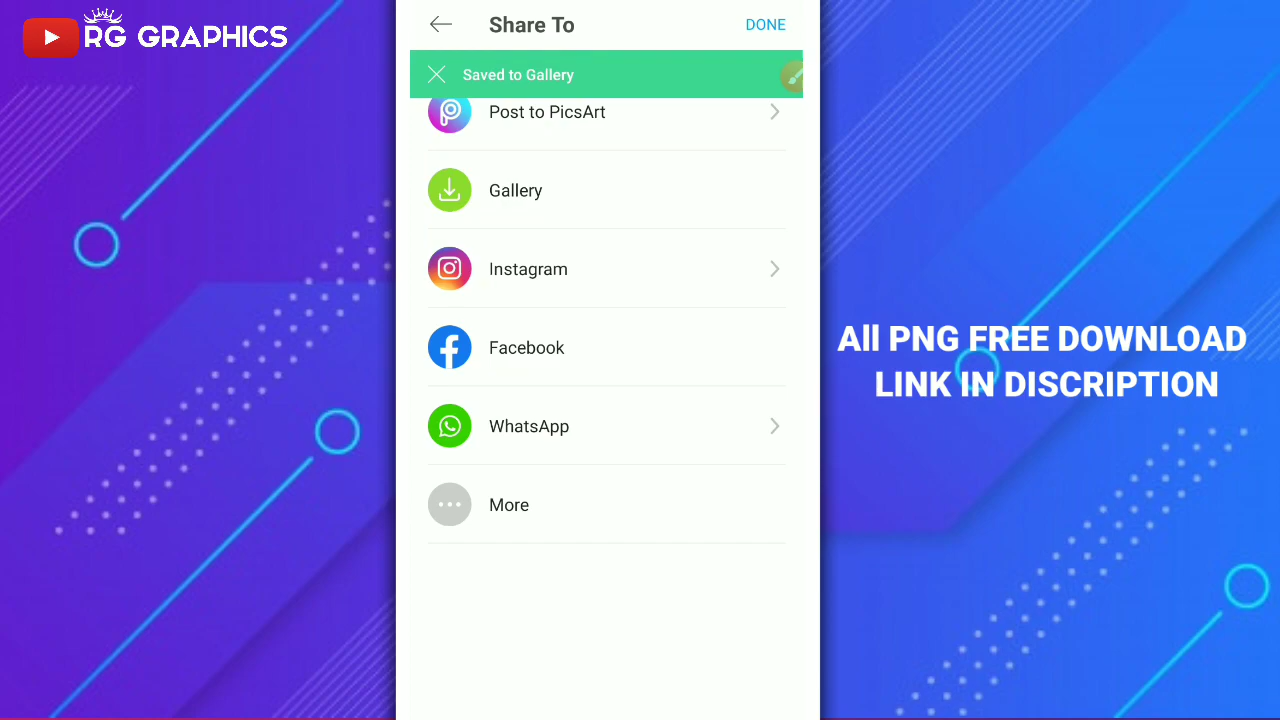 RG GRAPHICS
Share To
DONE
Saved to Gallery
Post to PicsArt
Gallery
Instagram
Facebook
WhatsApp
More
All PNG FREE DOWNLOAD
LINK IN DISCRIPTION